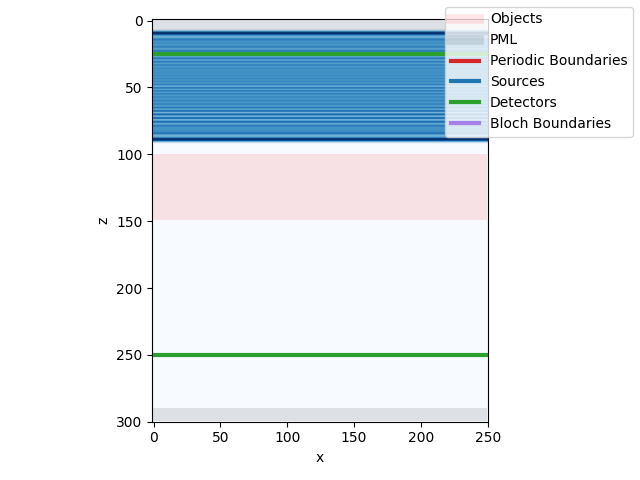 Objects
PML
Periodic Boundaries
Sources
Detectors
Bloch Boundaries
0
50
100
150
200
250
300
z
0
50
100
150
200
250
x